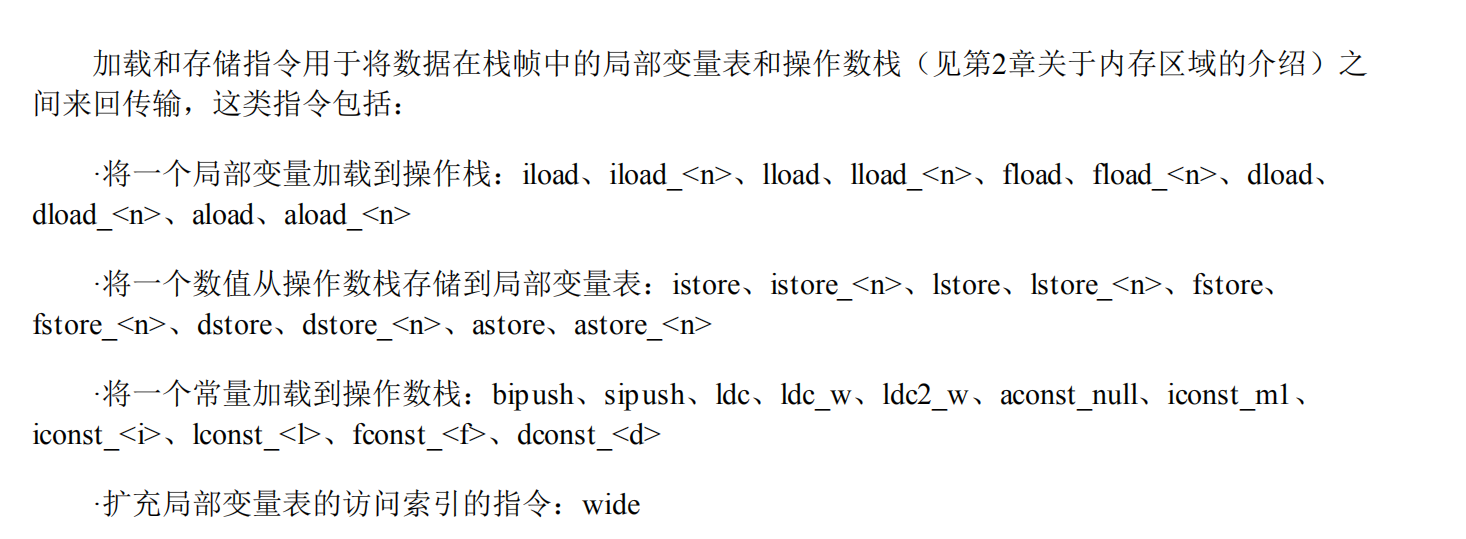 加载和存储指令用于将数据在栈帧中的局部变量表和操作数栈（见第2章关于内存区域的介绍）之
间来回传输，这类指令包括：
·将一个局部变量加载到操作栈：iload、iload_<n>、lload、lload_<n>、fload、fload_<n>、dload、
dload_<n>、aload、aload_<n>
·将一个数值从操作数栈存储到局部变量表：istore、istore_<n>、lstore、lstore_<n>、fstore、
fstore_<n>、dstore、dstore_<n>、astore、astore_<n>
·将一个常量加载到操作数栈：bipush、sipush、ldc、ldc_w、ldc2_w、aconst_null、iconst_m1、
iconst_<i>、lconst_<l>、fconst_<f>、dconst_<d>
·扩充局部变量表的访问索引的指令：wide